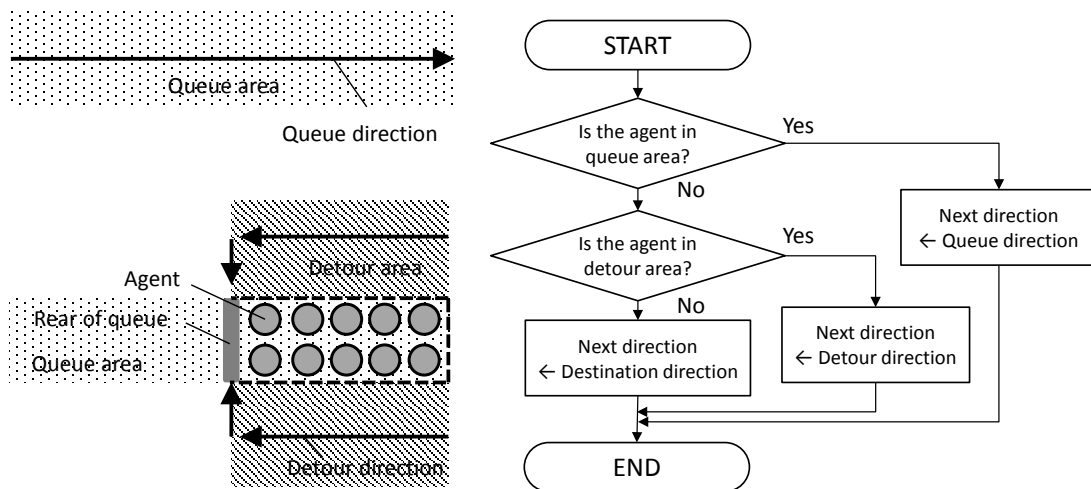 Queue area
Queue direction
Detour area
Agent
Rear of queue
Queue area
Detour direction
START
Is the agent in
queue area?
Yes
No
Next direction
← Queue direction
Is the agent in
detour area?
Yes
No
Next direction
← Detour direction
Next direction
← Destination direction
END